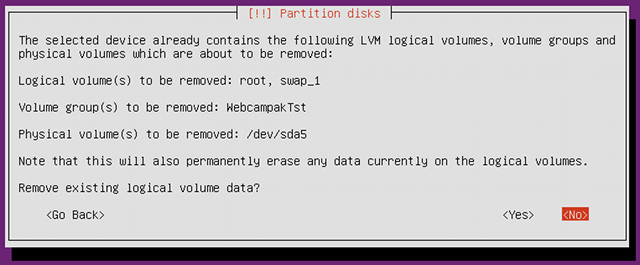 [!!] Partition disks
The selected device already contains the following LVM logical volumes, volume groups and
physical volumes which are about to be removed:
Logical volume(s) to be removed: root, swap_1
Volume group(s) to be removed: WebcampakTst
Physical volume(s) to be removed: /dev/sda5
Note that this will also permanently erase any data currently on the logical volumes.
Remove existing logical volume data?
<Go Back> <Yes> <No>